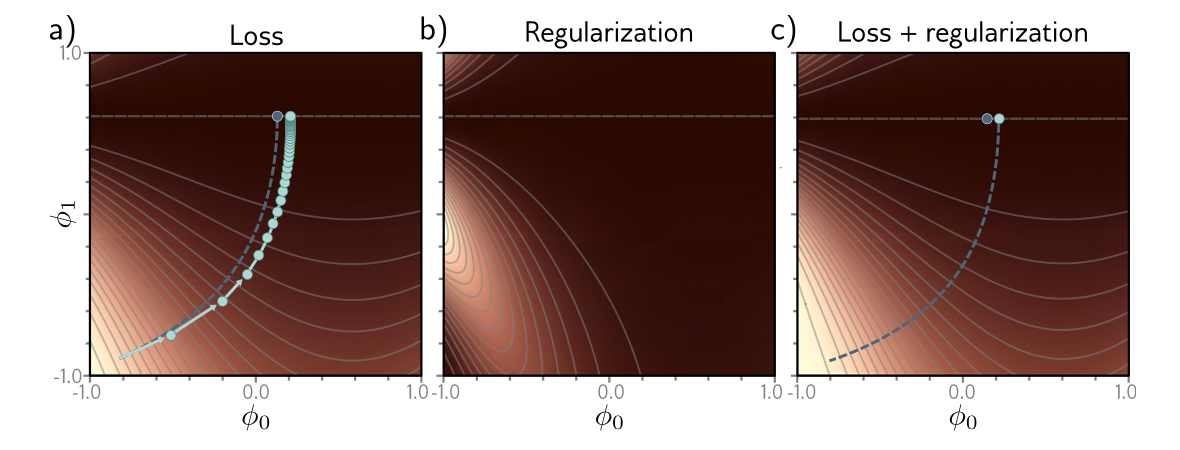 a) Loss
b) Regularization
c) Loss + regularization
1.0
ϕ₁
-1.0
-1.0 0.0 1.0
ϕ₀
-1.0 0.0 1.0
ϕ₀
-1.0 0.0 1.0
ϕ₀